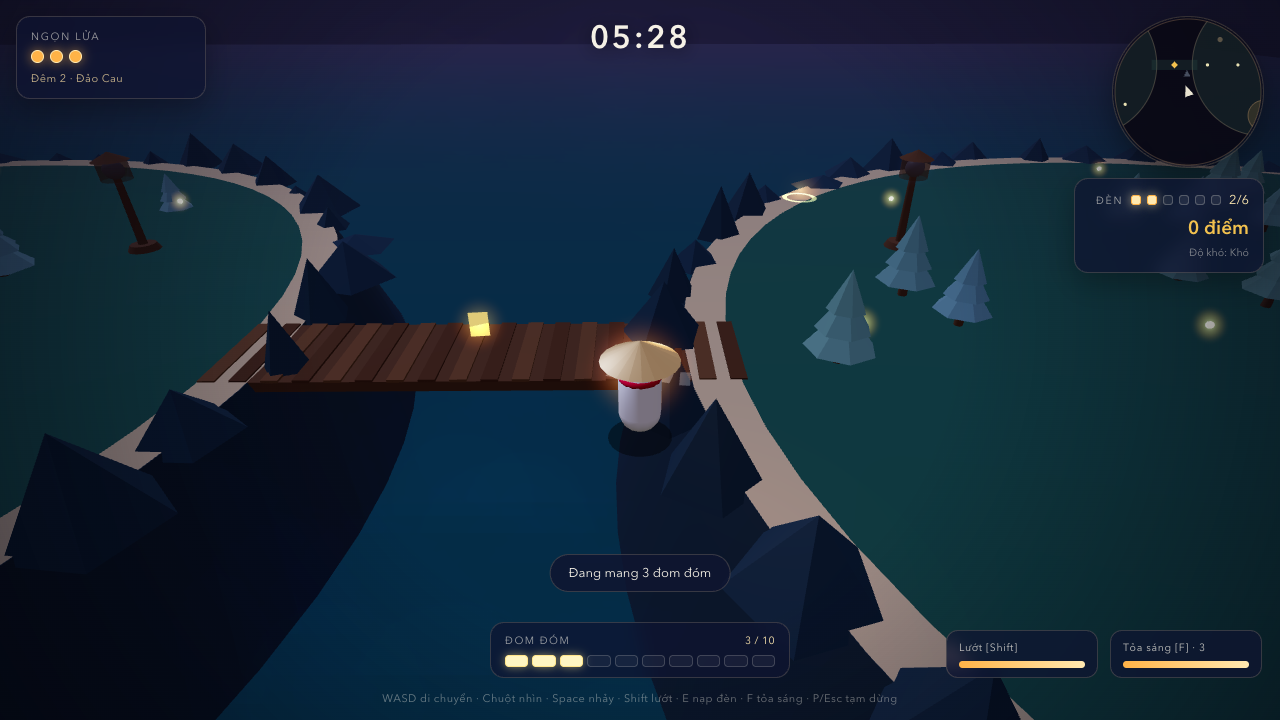 NGỌN LỬA
Đêm 2 · Đảo Cau
05:28
ĐÈN 2/6
0 điểm
Độ khó: Khó
Đang mang 3 đom đóm
ĐOM ĐÓM 3 / 10
Lướt [Shift]
Tỏa sáng [F] · 3
WASD di chuyển · Chuột nhìn · Space nhảy · Shift lướt · E nạp đèn · F tỏa sáng · P/Esc tạm dừng